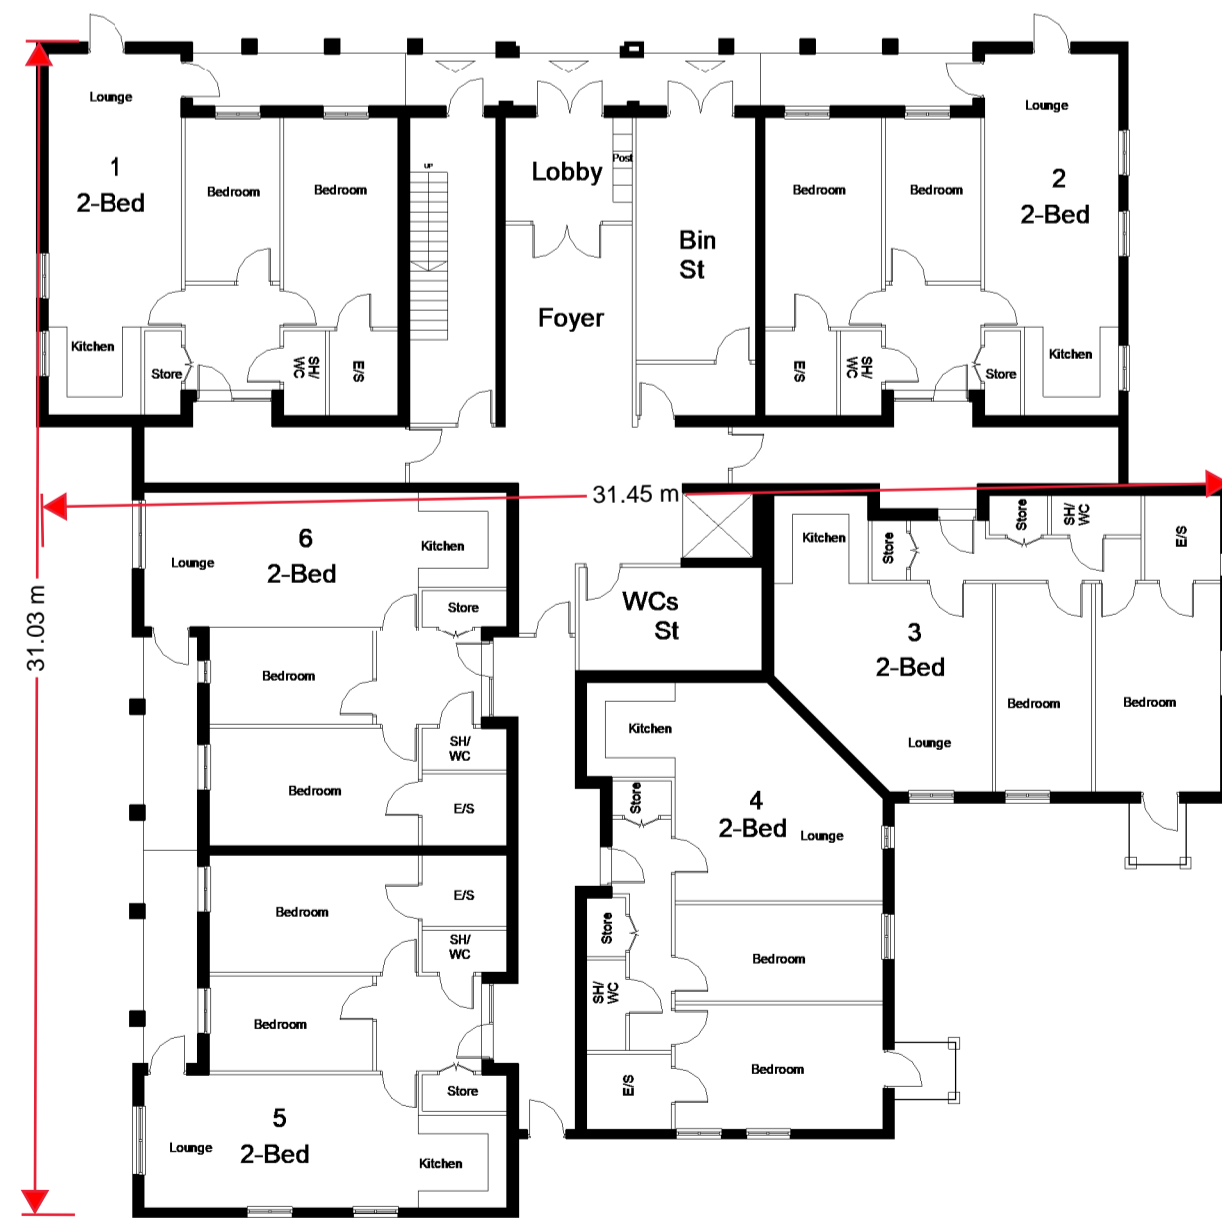 Lounge
1
2-Bed
Bedroom
Bedroom
Kitchen
Store
SH/
WC
E/S
UP
Lobby
Post
Foyer
Bin
St
Bedroom
Bedroom
Lounge
2
2-Bed
E/S
SH/
WC
Store
Kitchen
31.45 m
31.03 m
6
2-Bed
Lounge
Kitchen
Store
Bedroom
SH/
WC
Bedroom
E/S
WCs
St
Kitchen
Store
Store
SH/
WC
E/S
3
2-Bed
Lounge
Bedroom
Bedroom
Kitchen
Store
4
2-Bed
Lounge
Store
SH/
WC
Bedroom
E/S
Bedroom
Bedroom
E/S
SH/
WC
Bedroom
Store
5
2-Bed
Lounge
Kitchen